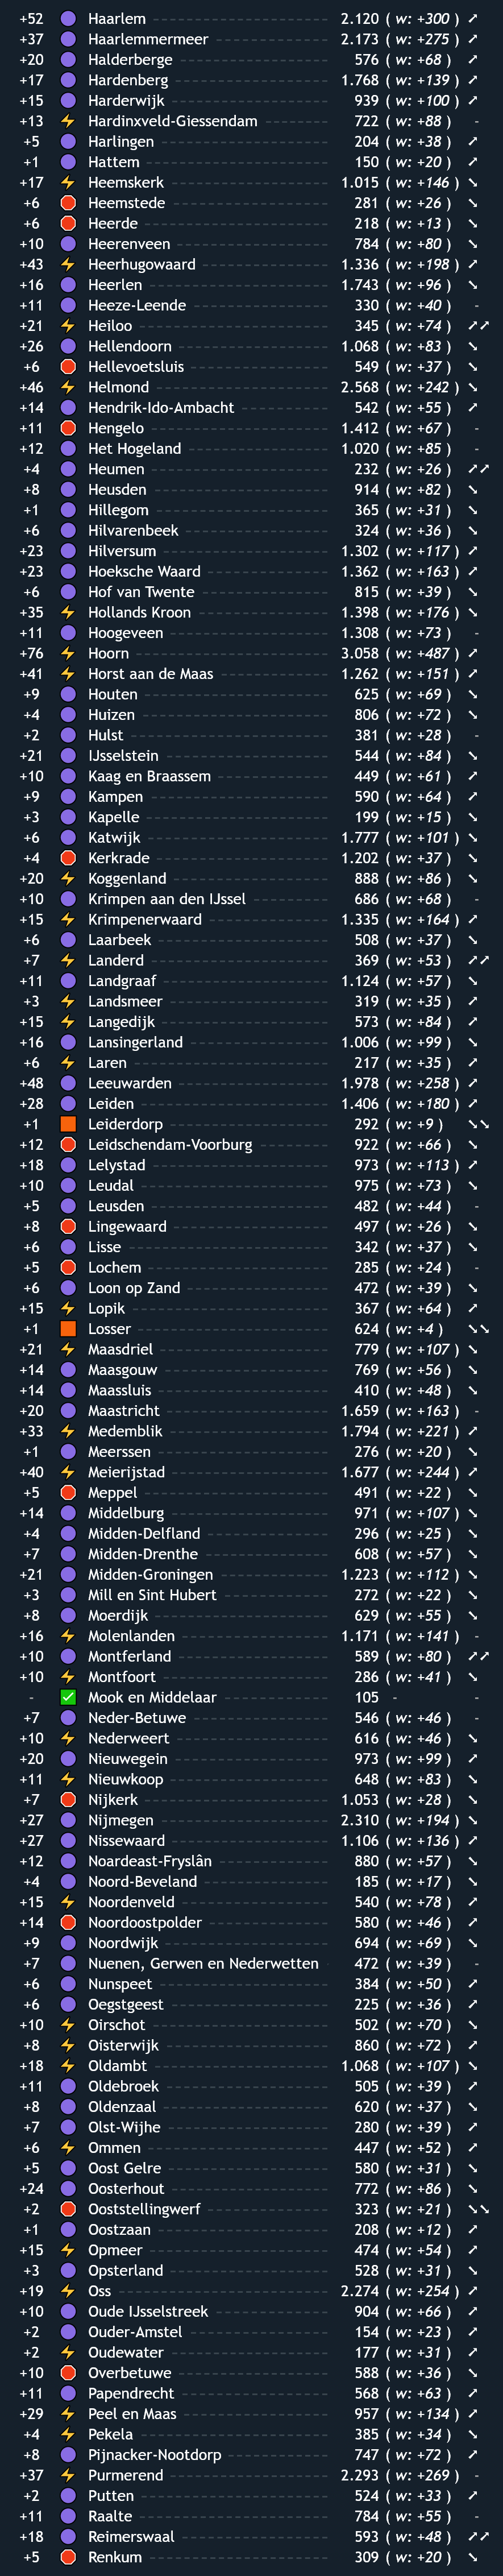 +52 Haarlem 2.120 ( w: +300 ) ↗
+37 Haarlemmermeer 2.173 ( w: +275 ) ↗
+20 Halderberge 576 ( w: +68 ) ↗
+17 Hardenberg 1.768 ( w: +139 ) ↗
+15 Harderwijk 939 ( w: +100 ) ↗
+13 Hardinxveld-Giessendam 722 ( w: +88 ) -
+5 Harlingen 204 ( w: +38 ) ↗
+1 Hattem 150 ( w: +20 ) ↗
+17 Heemskerk 1.015 ( w: +146 ) ↘
+6 Heemstede 281 ( w: +26 ) ↘
+6 Heerde 218 ( w: +13 ) ↘
+10 Heerenveen 784 ( w: +80 ) ↘
+43 Heerhugowaard 1.336 ( w: +198 ) ↗
+16 Heerlen 1.743 ( w: +96 ) ↘
+11 Heeze-Leende 330 ( w: +40 ) -
+21 Heiloo 345 ( w: +74 ) ↗↗
+26 Hellendoorn 1.068 ( w: +83 ) ↘
+6 Hellevoetsluis 549 ( w: +37 ) ↘
+46 Helmond 2.568 ( w: +242 ) ↘
+14 Hendrik-Ido-Ambacht 542 ( w: +55 ) ↗
+11 Hengelo 1.412 ( w: +67 ) -
+12 Het Hogeland 1.020 ( w: +85 ) -
+4 Heumen 232 ( w: +26 ) ↗↗
+8 Heusden 914 ( w: +82 ) ↘
+1 Hillegom 365 ( w: +31 ) ↘
+6 Hilvarenbeek 324 ( w: +36 ) ↘
+23 Hilversum 1.302 ( w: +117 ) ↗
+23 Hoeksche Waard 1.362 ( w: +163 ) ↗
+6 Hof van Twente 815 ( w: +39 ) ↘
+35 Hollands Kroon 1.398 ( w: +176 ) ↘
+11 Hoogeveen 1.308 ( w: +73 ) -
+76 Hoorn 3.058 ( w: +487 ) ↗
+41 Horst aan de Maas 1.262 ( w: +151 ) ↗
+9 Houten 625 ( w: +69 ) ↘
+4 Huizen 806 ( w: +72 ) ↘
+2 Hulst 381 ( w: +28 ) -
+21 IJsselstein 544 ( w: +84 ) ↘
+10 Kaag en Braassem 449 ( w: +61 ) ↗
+9 Kampen 590 ( w: +64 ) ↗
+3 Kapelle 199 ( w: +15 ) ↘
+6 Katwijk 1.777 ( w: +101 ) ↘
+4 Kerkrade 1.202 ( w: +37 ) ↘
+20 Koggenland 888 ( w: +86 ) ↘
+10 Krimpen aan den IJssel 686 ( w: +68 ) -
+15 Krimpenerwaard 1.335 ( w: +164 ) ↗
+6 Laarbeek 508 ( w: +37 ) ↘
+7 Landerd 369 ( w: +53 ) ↗↗
+11 Landgraaf 1.124 ( w: +57 ) ↘
+3 Landsmeer 319 ( w: +35 ) ↗
+15 Langedijk 573 ( w: +84 ) ↗
+16 Lansingerland 1.006 ( w: +99 ) ↘
+6 Laren 217 ( w: +35 ) ↗
+48 Leeuwarden 1.978 ( w: +258 ) ↗
+28 Leiden 1.406 ( w: +180 ) ↗
+1 Leiderdorp 292 ( w: +9 ) ↘↘
+12 Leidschendam-Voorburg 922 ( w: +66 ) ↘
+18 Lelystad 973 ( w: +113 ) ↗
+10 Leudal 975 ( w: +73 ) ↘
+5 Leusden 482 ( w: +44 ) -
+8 Lingewaard 497 ( w: +26 ) ↘
+6 Lisse 342 ( w: +37 ) ↘
+5 Lochem 285 ( w: +24 ) -
+6 Loon op Zand 472 ( w: +39 ) ↘
+15 Lopik 367 ( w: +64 ) ↗
+1 Losser 624 ( w: +4 ) ↘↘
+21 Maasdriel 779 ( w: +107 ) ↘
+14 Maasgouw 769 ( w: +56 ) ↘
+14 Maassluis 410 ( w: +48 ) ↘
+20 Maastricht 1.659 ( w: +163 ) -
+33 Medemblik 1.794 ( w: +221 ) ↗
+1 Meerssen 276 ( w: +20 ) ↘
+40 Meierijstad 1.677 ( w: +244 ) ↗
+5 Meppel 491 ( w: +22 ) ↘
+14 Middelburg 971 ( w: +107 ) ↘
+4 Midden-Delfland 296 ( w: +25 ) ↘
+7 Midden-Drenthe 608 ( w: +57 ) ↘
+21 Midden-Groningen 1.223 ( w: +112 ) ↘
+3 Mill en Sint Hubert 272 ( w: +22 ) ↘
+8 Moerdijk 629 ( w: +55 ) ↘
+16 Molenlanden 1.171 ( w: +141 ) -
+10 Montferland 589 ( w: +80 ) ↗↗
+10 Montfoort 286 ( w: +41 ) ↘
- Mook en Middelaar 105 - -
+7 Neder-Betuwe 546 ( w: +46 ) -
+10 Nederweert 616 ( w: +46 ) ↘
+20 Nieuwegein 973 ( w: +99 ) ↗
+11 Nieuwkoop 648 ( w: +83 ) ↘
+7 Nijkerk 1.053 ( w: +28 ) ↘
+27 Nijmegen 2.310 ( w: +194 ) ↘
+27 Nissewaard 1.106 ( w: +136 ) ↗
+12 Noardeast-Fryslân 880 ( w: +57 ) ↘
+4 Noord-Beveland 185 ( w: +17 ) ↘
+15 Noordenveld 540 ( w: +78 ) ↗
+14 Noordoostpolder 580 ( w: +46 ) ↗
+9 Noordwijk 694 ( w: +69 ) ↘
+7 Nuenen, Gerwen en Nederwetten 472 ( w: +39 ) -
+6 Nunspeet 384 ( w: +50 ) ↗
+6 Oegstgeest 225 ( w: +36 ) ↗
+10 Oirschot 502 ( w: +70 ) ↘
+8 Oisterwijk 860 ( w: +72 ) ↗
+18 Oldambt 1.068 ( w: +107 ) ↘
+11 Oldebroek 505 ( w: +39 ) ↗
+8 Oldenzaal 620 ( w: +37 ) ↘
+7 Olst-Wijhe 280 ( w: +39 ) ↗
+6 Ommen 447 ( w: +52 ) ↗
+5 Oost Gelre 580 ( w: +31 ) ↘
+24 Oosterhout 772 ( w: +86 ) ↘
+2 Ooststellingwerf 323 ( w: +21 ) ↘↘
+1 Oostzaan 208 ( w: +12 ) ↗
+15 Opmeer 474 ( w: +54 ) ↗
+3 Opsterland 528 ( w: +31 ) ↘
+19 Oss 2.274 ( w: +254 ) ↗
+10 Oude IJsselstreek 904 ( w: +66 ) ↗
+2 Ouder-Amstel 154 ( w: +23 ) ↗
+2 Oudewater 177 ( w: +31 ) ↗
+10 Overbetuwe 588 ( w: +36 ) ↘
+11 Papendrecht 568 ( w: +63 ) ↗
+29 Peel en Maas 957 ( w: +134 ) ↗
+4 Pekela 385 ( w: +34 ) ↘
+8 Pijnacker-Nootdorp 747 ( w: +72 ) ↗
+37 Purmerend 2.293 ( w: +269 ) -
+2 Putten 524 ( w: +33 ) ↗
+11 Raalte 784 ( w: +55 ) -
+18 Reimerswaal 593 ( w: +48 ) ↗↗
+5 Renkum 309 ( w: +20 ) ↘